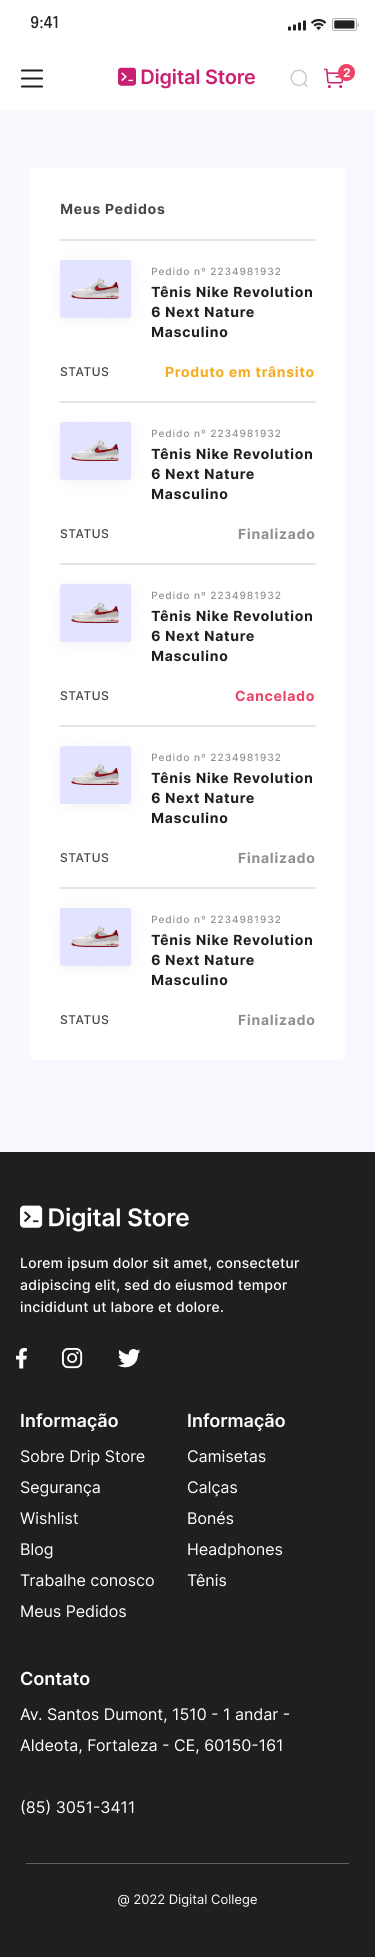 9:41
Digital Store
2
Meus Pedidos
Pedido nº 2234981932
Tênis Nike Revolution
6 Next Nature
Masculino
STATUS Produto em trânsito
Pedido nº 2234981932
Tênis Nike Revolution
6 Next Nature
Masculino
STATUS Finalizado
Pedido nº 2234981932
Tênis Nike Revolution
6 Next Nature
Masculino
STATUS Cancelado
Pedido nº 2234981932
Tênis Nike Revolution
6 Next Nature
Masculino
STATUS Finalizado
Pedido nº 2234981932
Tênis Nike Revolution
6 Next Nature
Masculino
STATUS Finalizado
Digital Store
Lorem ipsum dolor sit amet, consectetur
adipiscing elit, sed do eiusmod tempor
incididunt ut labore et dolore.
Informação
Sobre Drip Store
Segurança
Wishlist
Blog
Trabalhe conosco
Meus Pedidos
Informação
Camisetas
Calças
Bonés
Headphones
Tênis
Contato
Av. Santos Dumont, 1510 - 1 andar -
Aldeota, Fortaleza - CE, 60150-161
(85) 3051-3411
@ 2022 Digital College